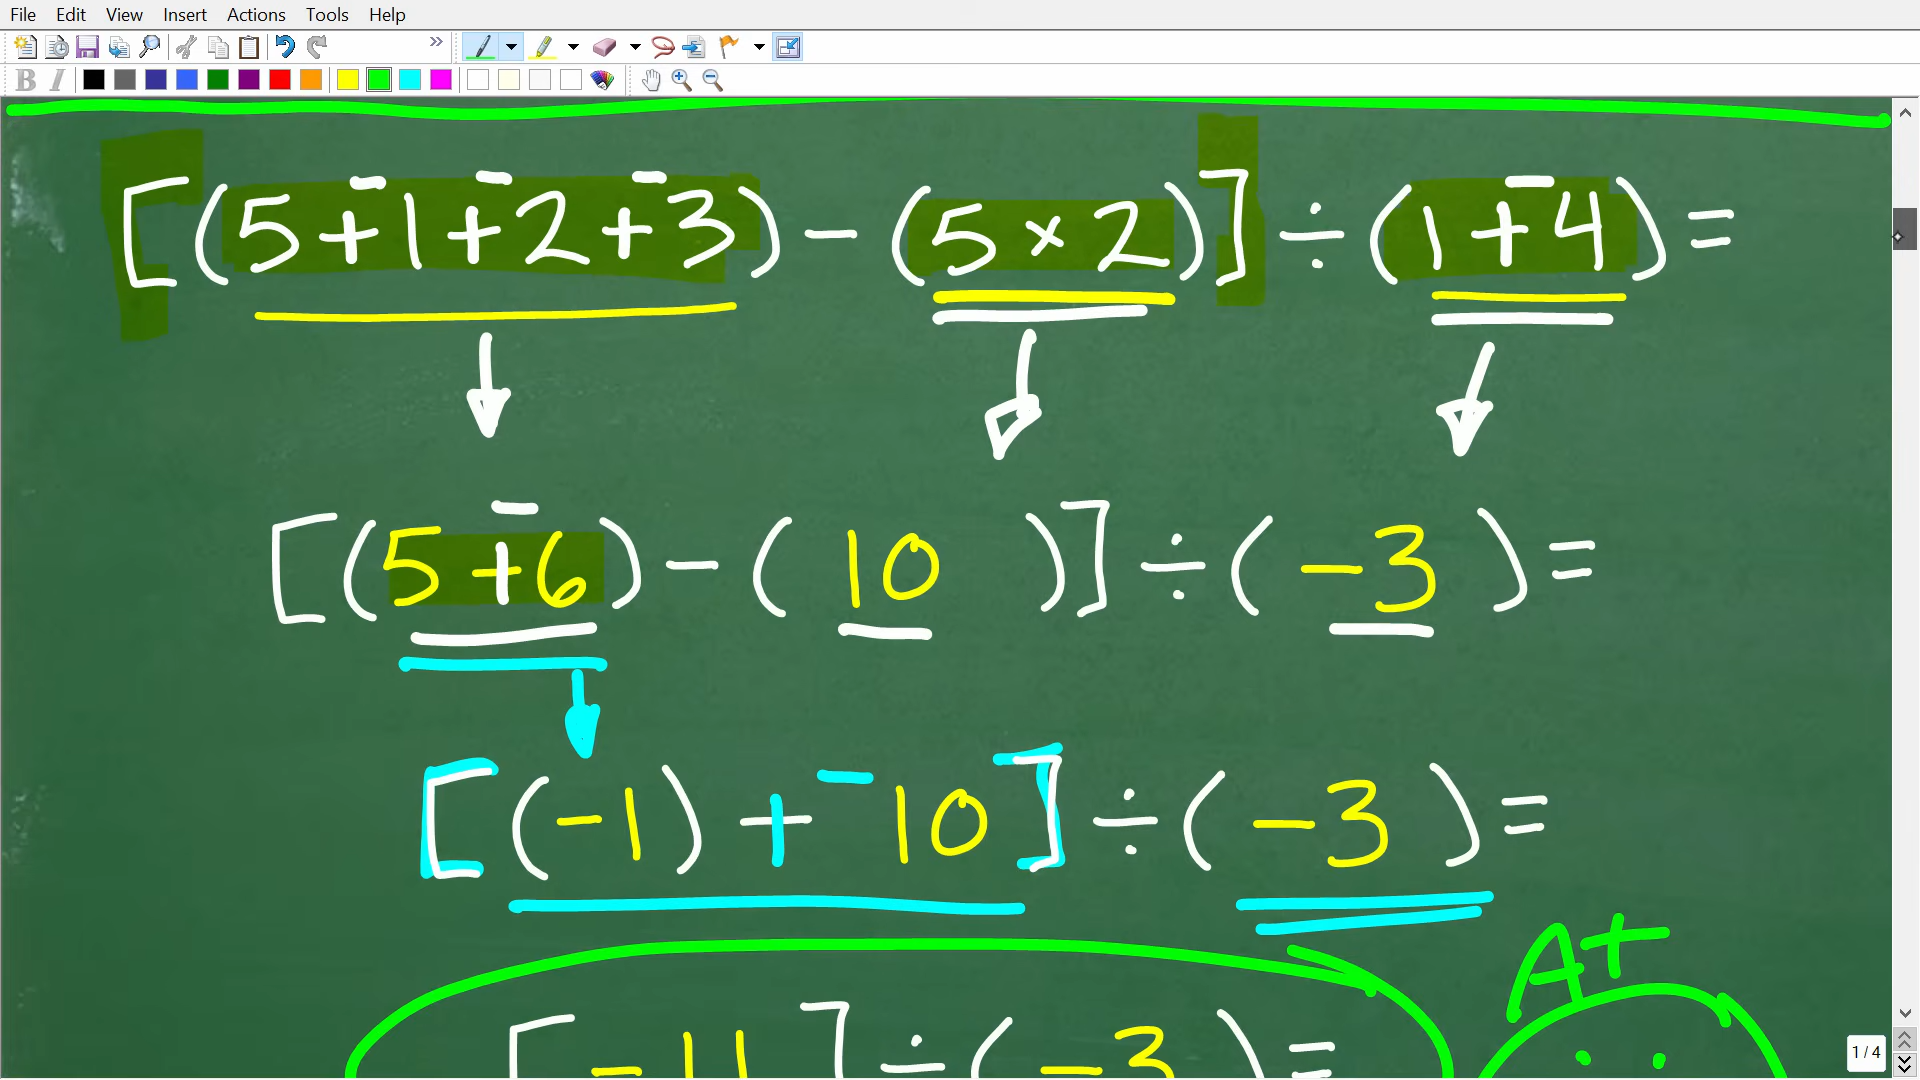 File Edit View Insert Actions Tools Help
B I
[(5+⁻1+⁻2+⁻3) − (5×2)] ÷ (1+⁻4) =
[(5+⁻6) − (10)] ÷ (−3) =
[(−1) + ⁻10] ÷ (−3) =
A+
[−11] ÷ (−3) =
1 / 4